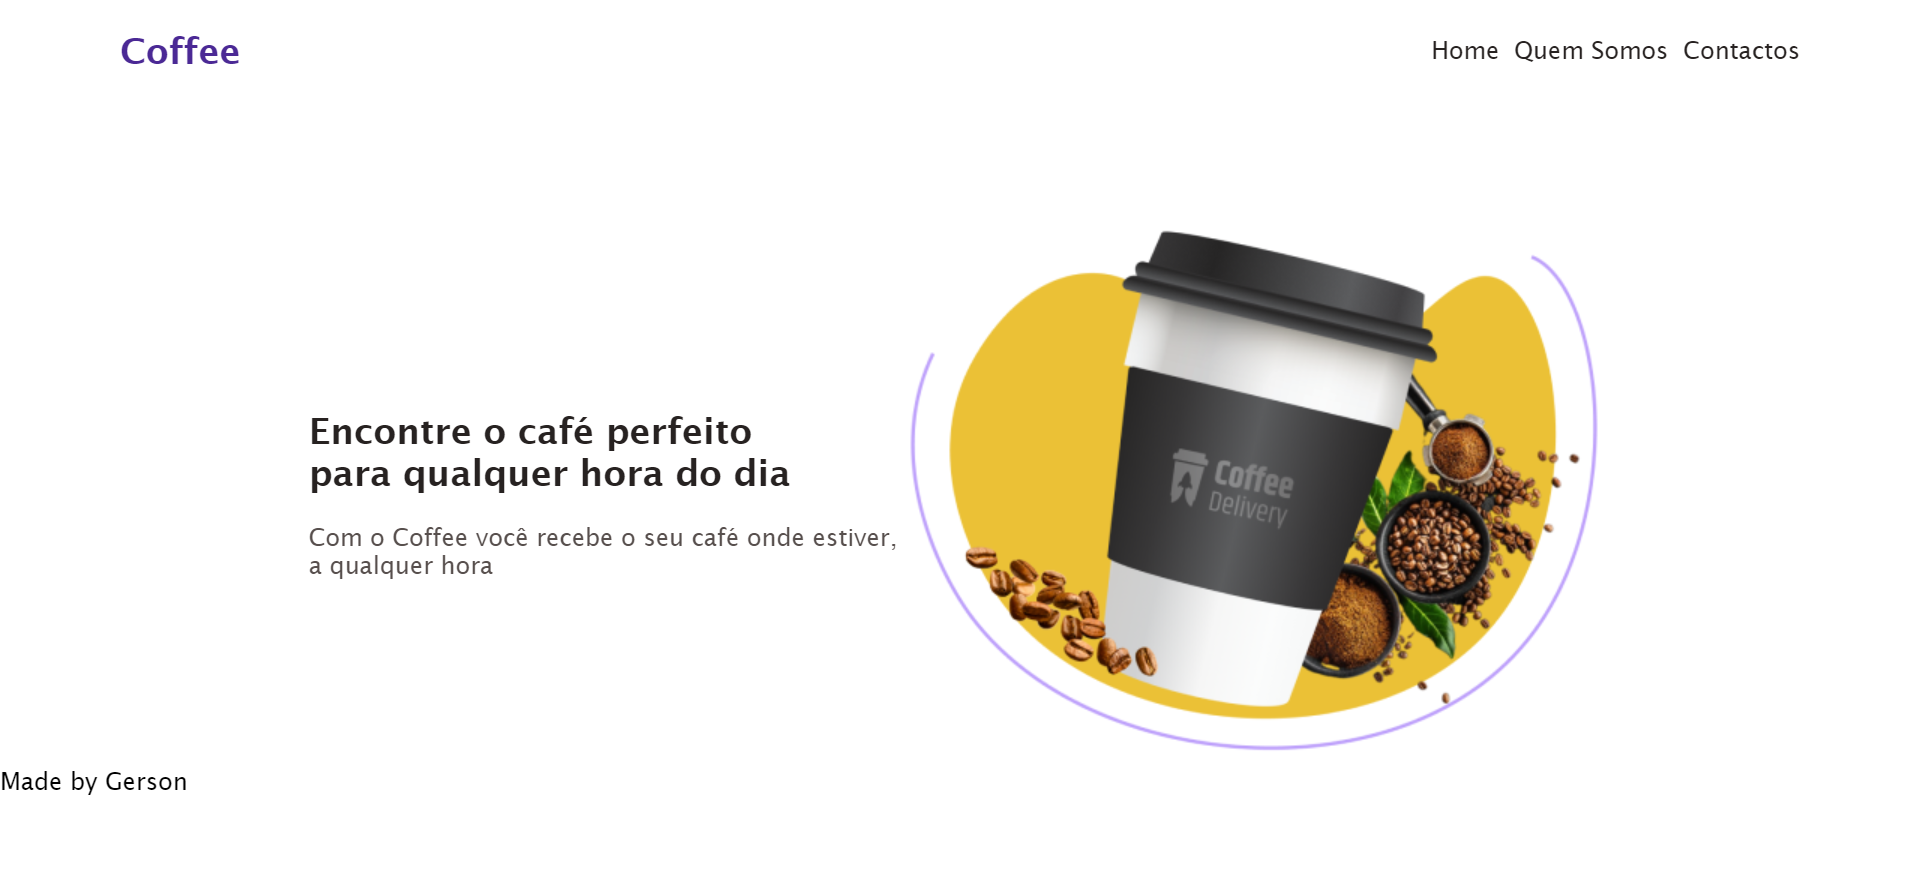 Coffee
Home Quem Somos Contactos
Encontre o café perfeito
para qualquer hora do dia
Com o Coffee você recebe o seu café onde estiver,
a qualquer hora
Coffee
Delivery
Made by Gerson